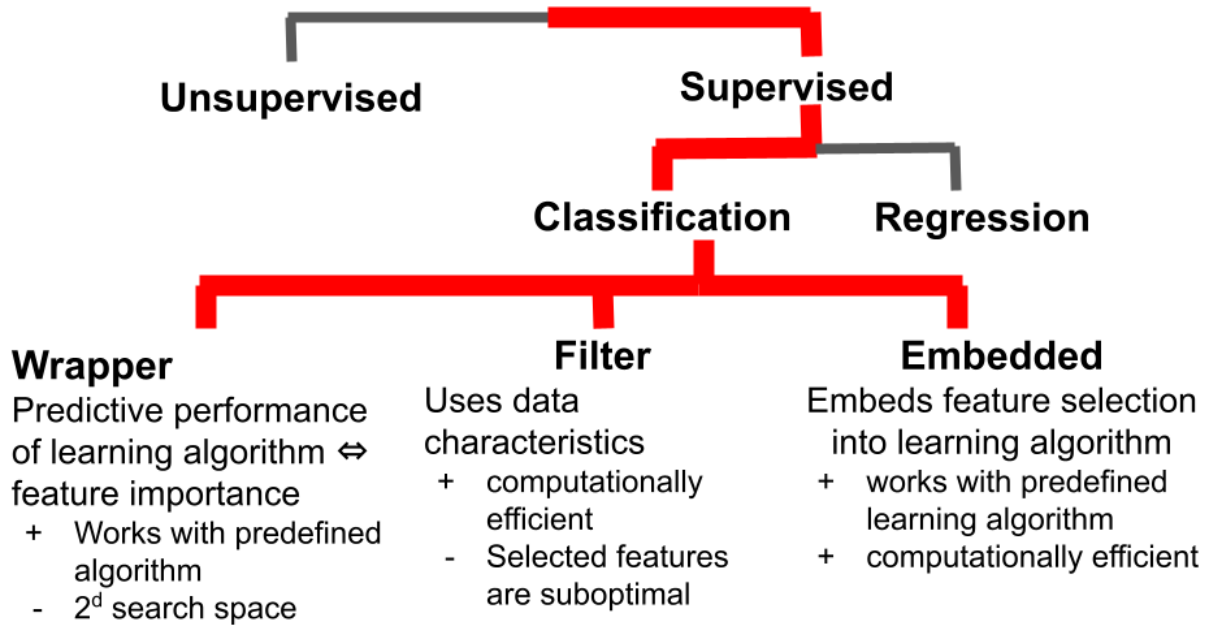 Unsupervised
Supervised
Classification
Regression
Wrapper
Predictive performance
of learning algorithm ⇔
feature importance
+ Works with predefined
algorithm
- 2^d search space
Filter
Uses data
characteristics
+ computationally
efficient
- Selected features
are suboptimal
Embedded
Embeds feature selection
into learning algorithm
+ works with predefined
learning algorithm
+ computationally efficient